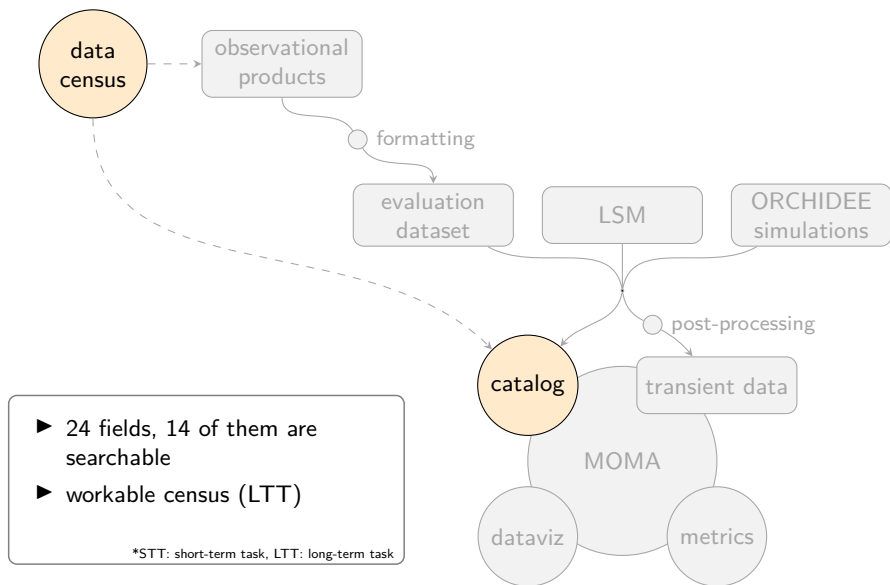 data
census
observational
products
formatting
evaluation
dataset
LSM
ORCHIDEE
simulations
post-processing
catalog
transient data
MOMA
dataviz
metrics
► 24 fields, 14 of them are
searchable
► workable census (LTT)
*STT: short-term task, LTT: long-term task